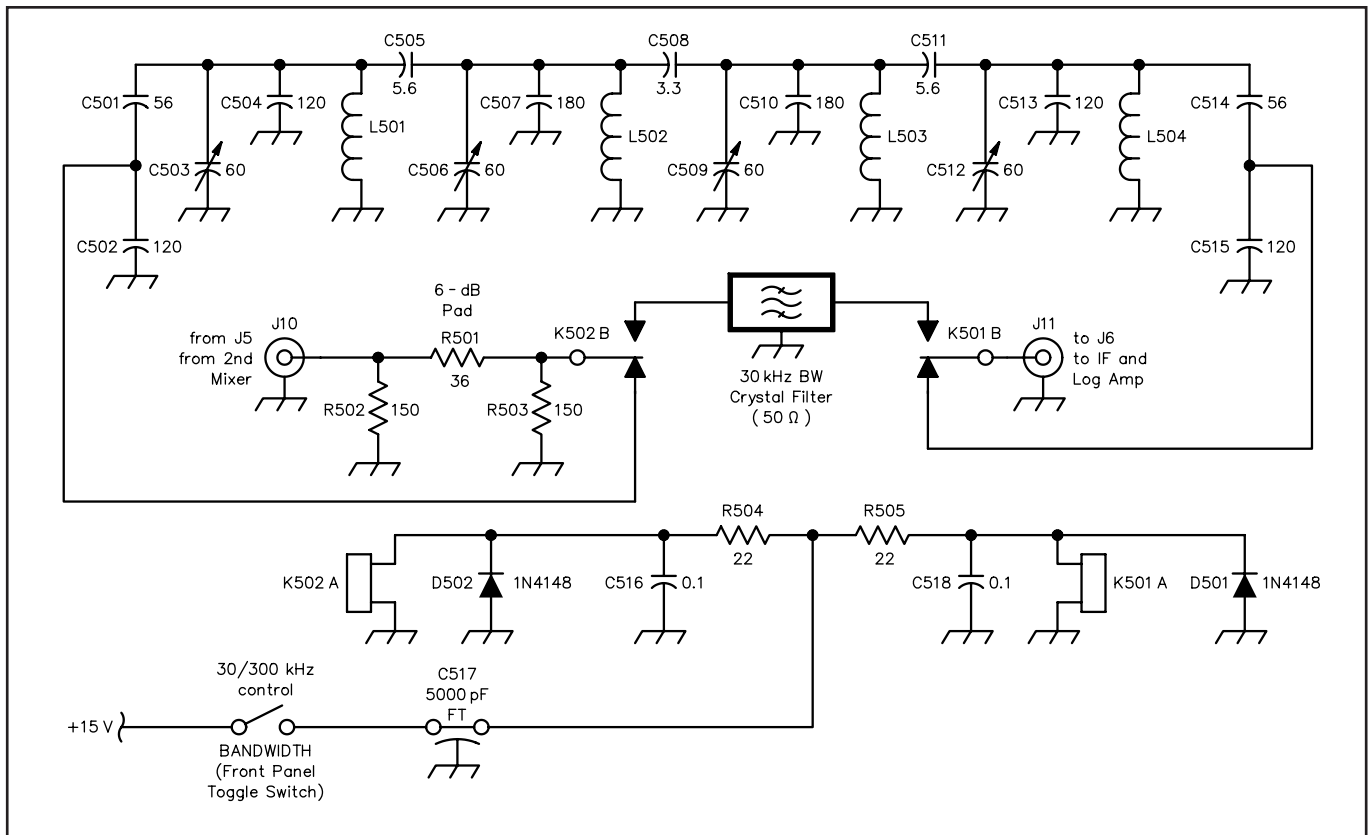 C505
5.6
C508
3.3
C511
5.6
C501
56
C504
120
C507
180
C510
180
C513
120
C514
56
L501
L502
L503
L504
C503
60
C506
60
C509
60
C512
60
C502
120
C515
120
6 - dB
Pad
J10
from J5
from 2nd
Mixer
R501
36
K502 B
R502
150
R503
150
30 kHz BW
Crystal Filter
( 50 Ω )
K501 B
J11
to J6
to IF and
Log Amp
R504
22
R505
22
K502 A
D502
1N4148
C516
0.1
C518
0.1
K501 A
D501
1N4148
30/300 kHz
control
C517
5000 pF
FT
+15 V
BANDWIDTH
(Front Panel
Toggle Switch)